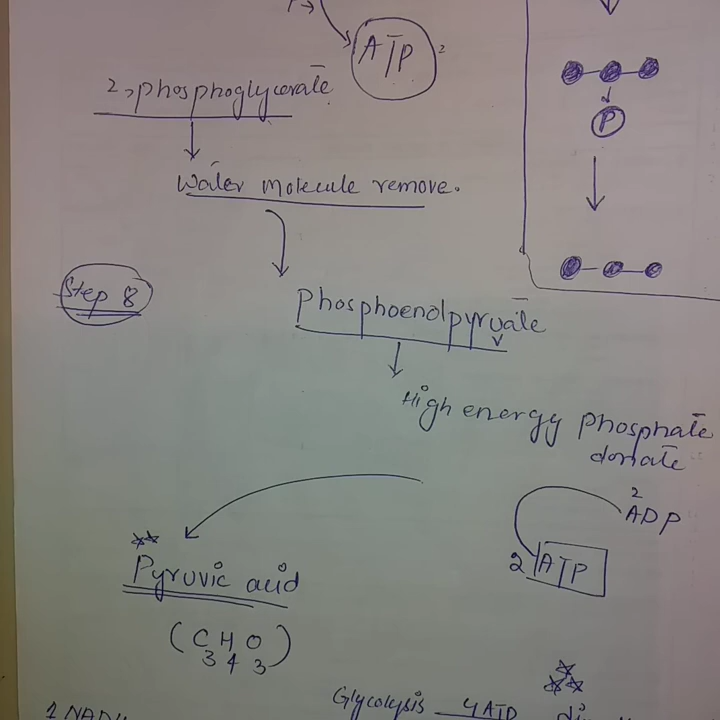 ATP 2
2, phosphoglycerate
P
Water molecule remove.
Step 8
Phosphoenolpyruvate
High energy phosphate
donate
2
ADP
2 ATP
Pyruvic acid
(C3H4O3)
Glycolysis 4 ATP